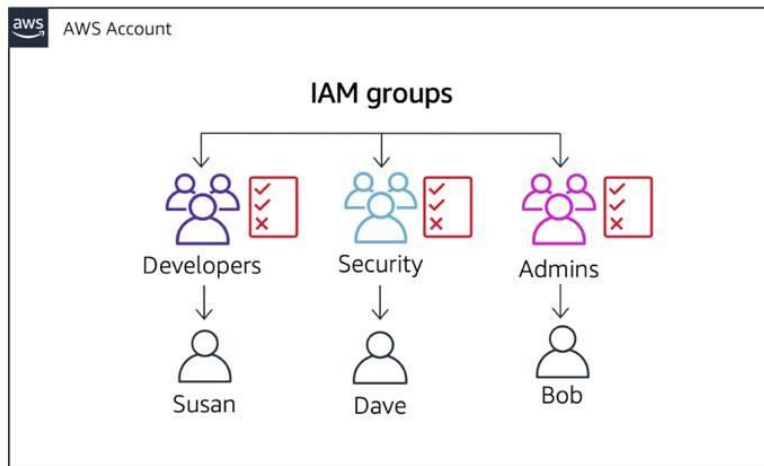 aws
AWS Account
IAM groups
Developers
Security
Admins
Susan
Dave
Bob